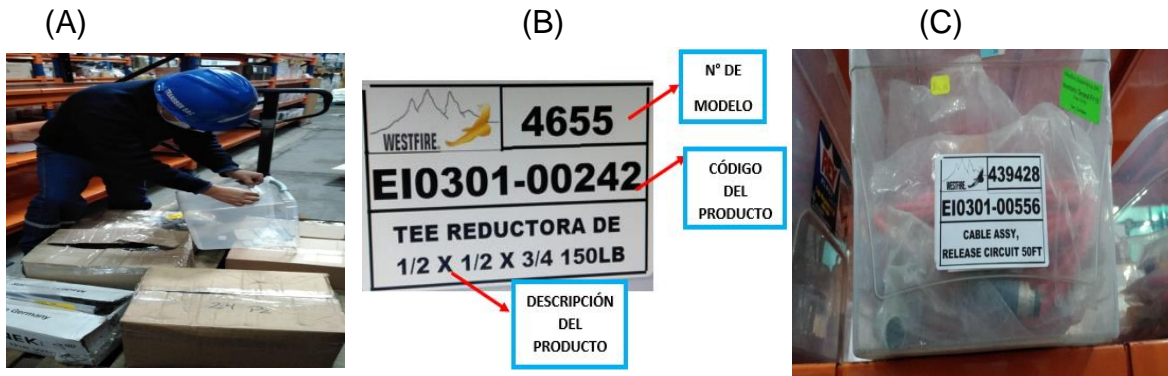 (A)
(B)
(C)
Germany
WESTFIRE
4655
EI0301-00242
TEE REDUCTORA DE
1/2 X 1/2 X 3/4 150LB
N° DE
MODELO
CÓDIGO
DEL
PRODUCTO
DESCRIPCIÓN
DEL
PRODUCTO
WESTFIRE
439428
EI0301-00556
CABLE ASSY,
RELEASE CIRCUIT 50FT